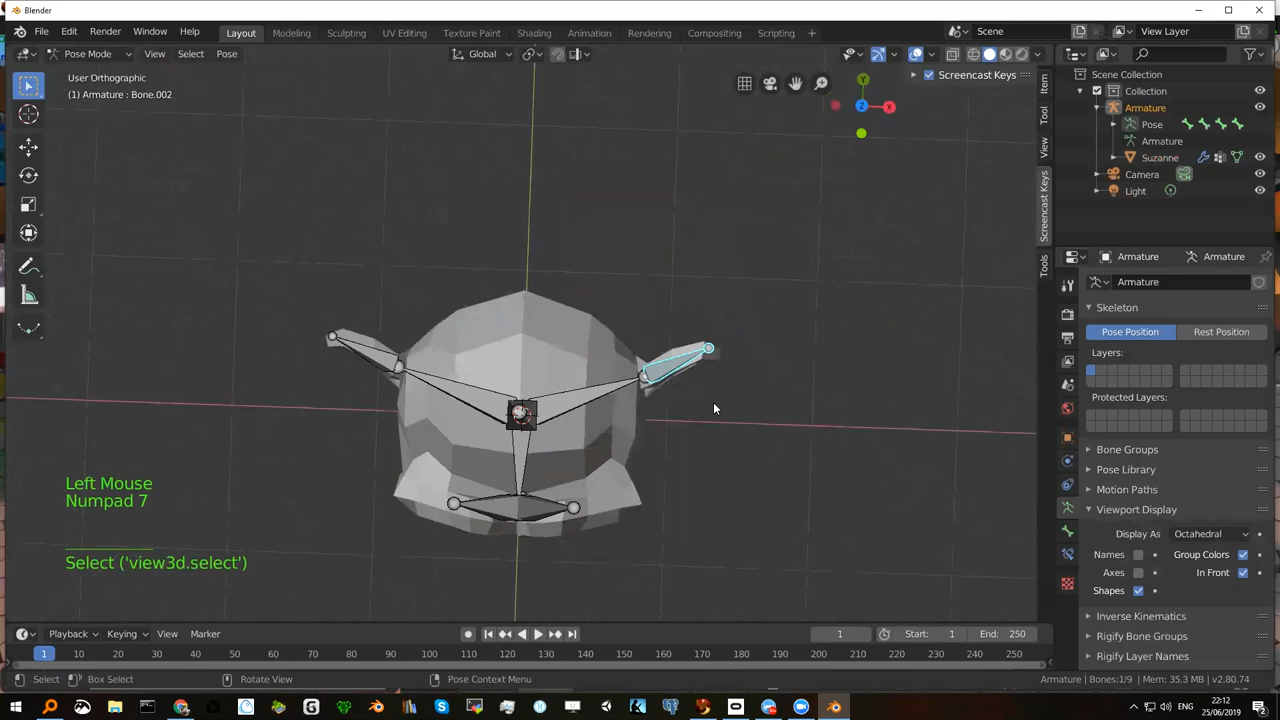 Blender
File Edit Render Window Help Layout Modeling Sculpting UV Editing Texture Paint Shading Animation Rendering Compositing Scripting + Scene View Layer
Pose Mode View Select Pose Global
User Orthographic
(1) Armature : Bone.002
Screencast Keys
Y
Z
X
Item
Tool
View
Screencast Keys
Tools
Scene Collection
Collection
Armature
Pose
Armature
Suzanne
Camera
Light
Armature Armature
Armature
Skeleton
Pose Position Rest Position
Layers:
Protected Layers:
Bone Groups
Pose Library
Motion Paths
Viewport Display
Display As Octahedral
Names Group Colors
Axes In Front
Shapes
Inverse Kinematics
Rigify Bone Groups
Rigify Layer Names
Left Mouse
Numpad 7
Select ('view3d.select')
Playback Keying View Marker 1 Start: 1 End: 250
1 10 20 30 40 50 60 70 80 90 100 110 120 130 140 150 160 170 180 190 200 210 220 230 240 250
Select Box Select Rotate View Pose Context Menu Armature | Bones:1/9 | Mem: 35.3 MB | v2.80.74
22:12
25/06/2019